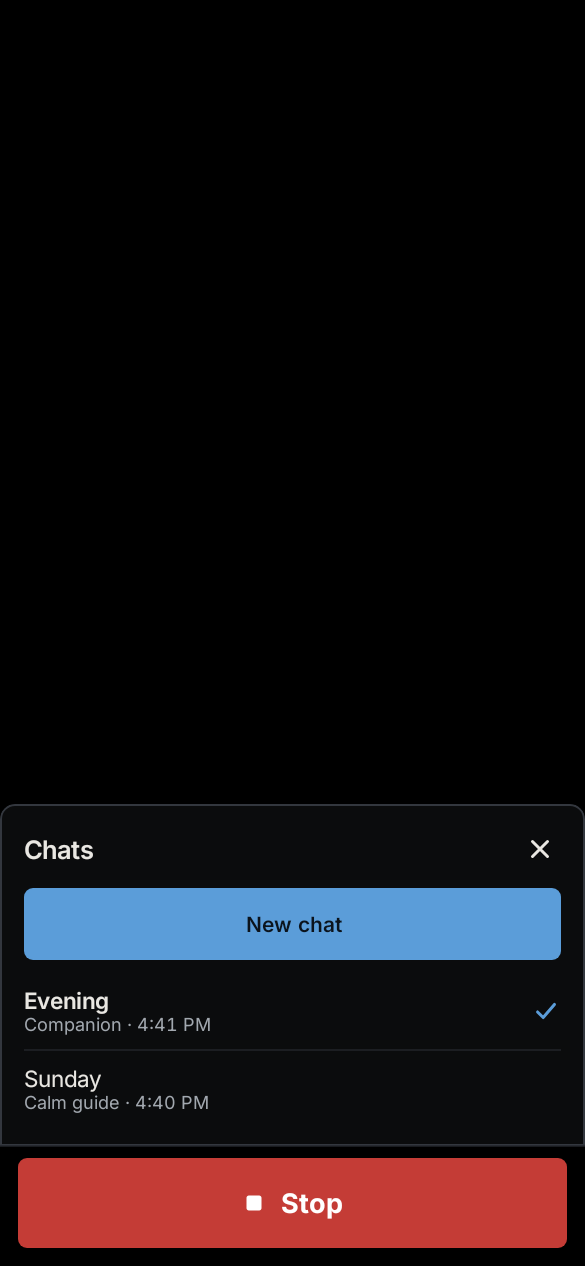 Chats
New chat
Evening
Companion · 4:41 PM
Sunday
Calm guide · 4:40 PM
Stop